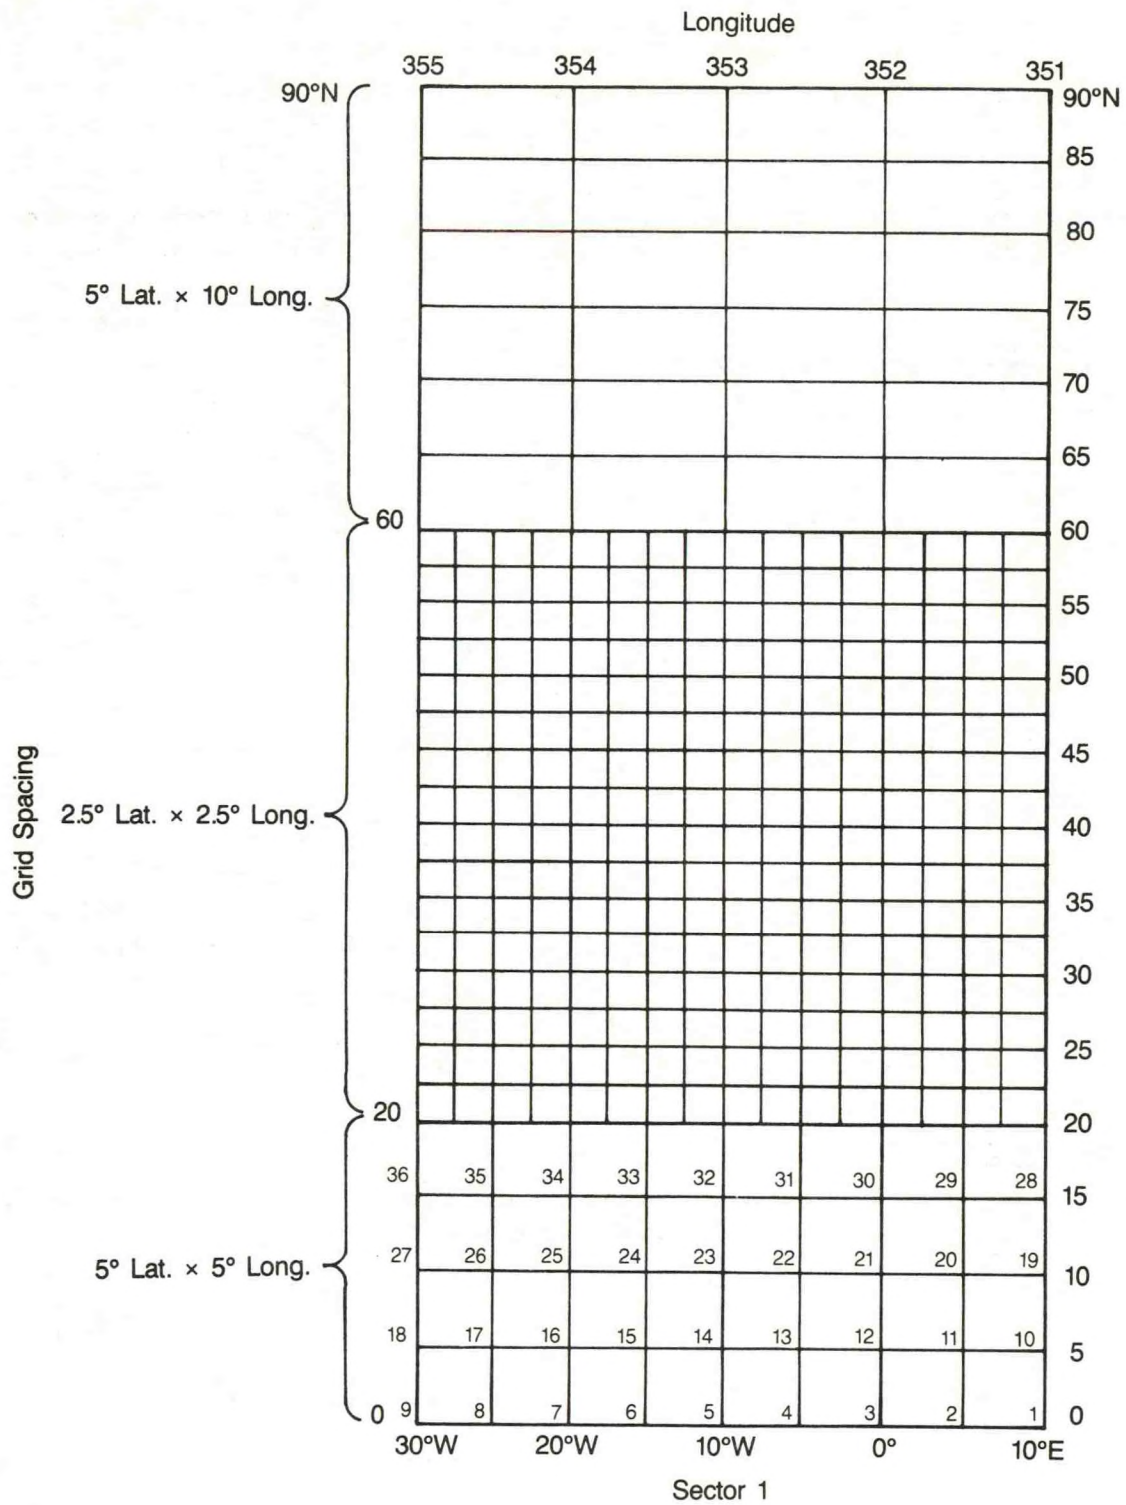 Longitude
355 354 353 352 351
90°N 90°N
85
80
5° Lat. × 10° Long. 75
70
65
60 60
55
50
45
Grid Spacing
2.5° Lat. × 2.5° Long. 40
35
30
25
20 20
36 35 34 33 32 31 30 29 28
15
27 26 25 24 23 22 21 20 19
5° Lat. × 5° Long. 10
18 17 16 15 14 13 12 11 10
5
0 9 8 7 6 5 4 3 2 1 0
30°W 20°W 10°W 0° 10°E
Sector 1